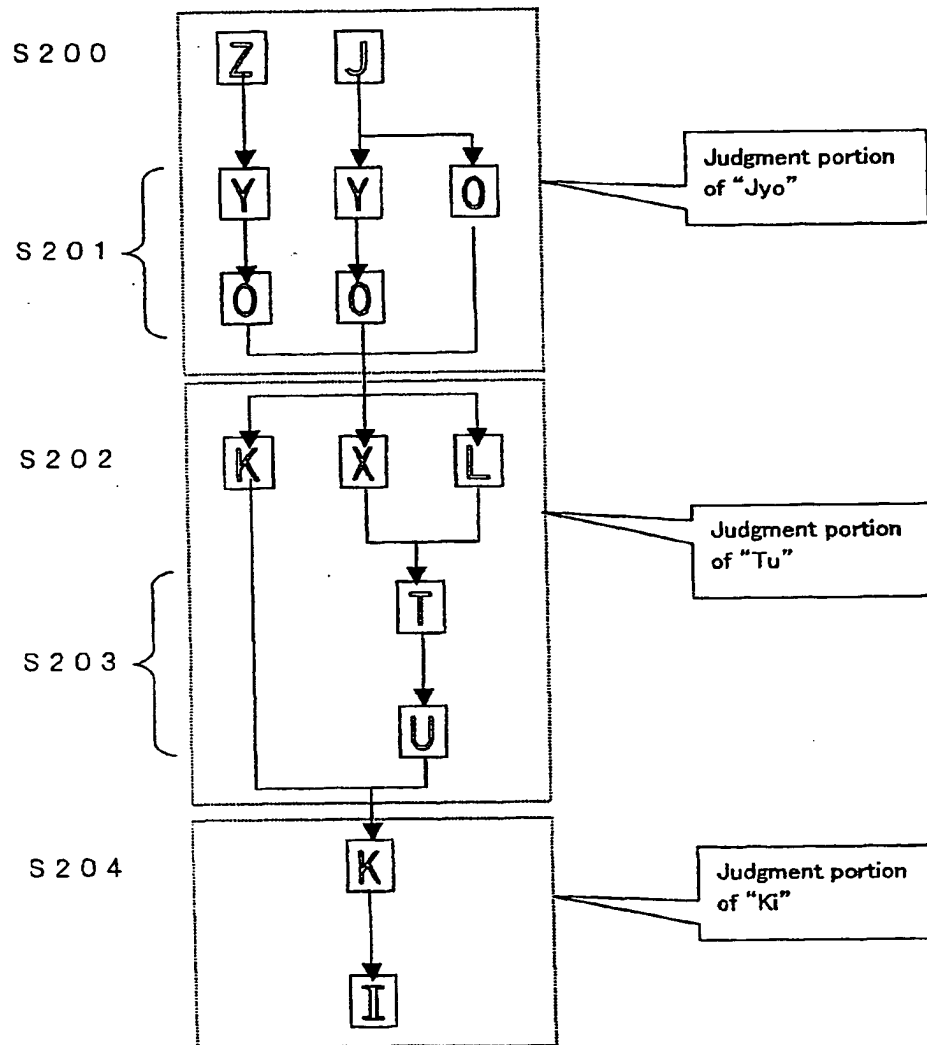 S200
Z J
Judgment portion
of "Jyo"
Y Y O
S201
O O
S202
K X L
Judgment portion
of "Tu"
T
S203
U
S204
K
Judgment portion
of "Ki"
I